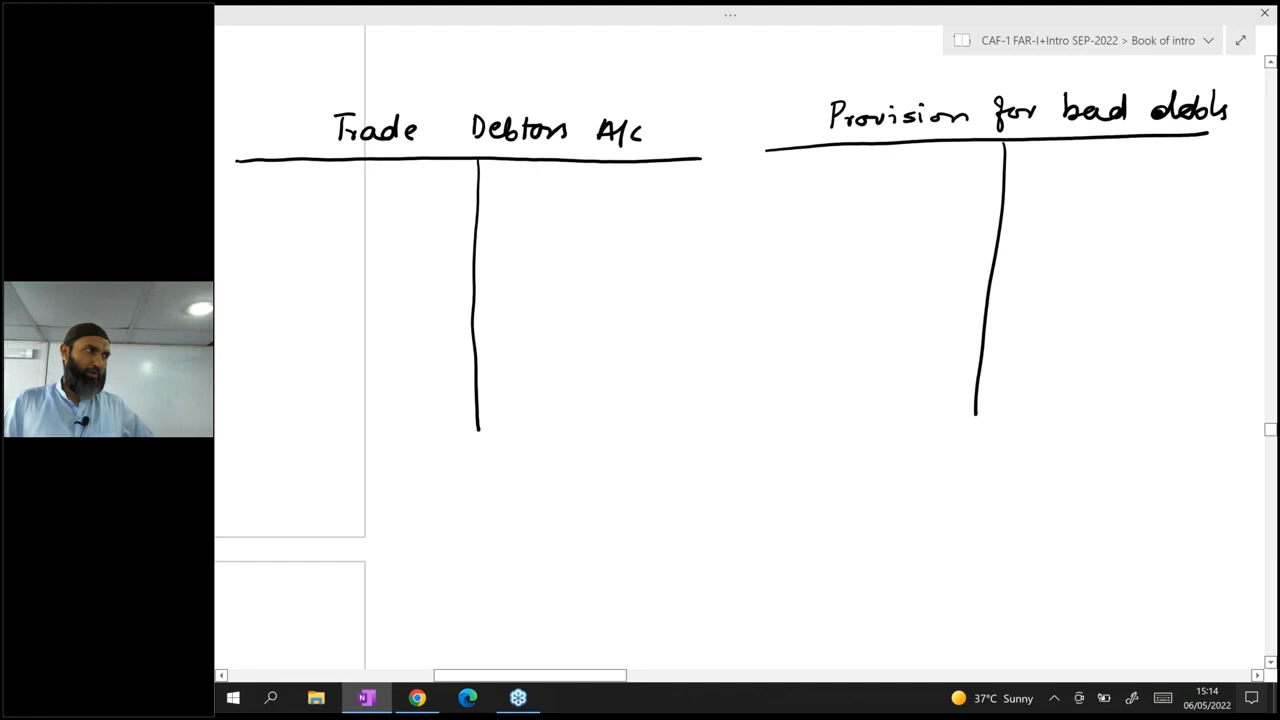 CAF-1 FAR-I+Intro SEP-2022 > Book of intro
Trade Debtors A/c
Provision for bad debts
37°C Sunny
15:14
06/05/2022